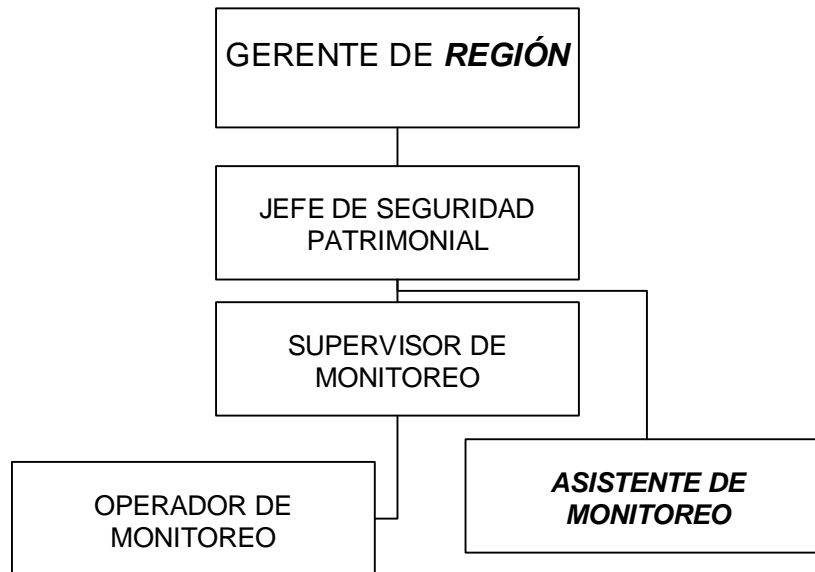 GERENTE DE REGIÓN
JEFE DE SEGURIDAD
PATRIMONIAL
SUPERVISOR DE
MONITOREO
OPERADOR DE
MONITOREO
ASISTENTE DE
MONITOREO